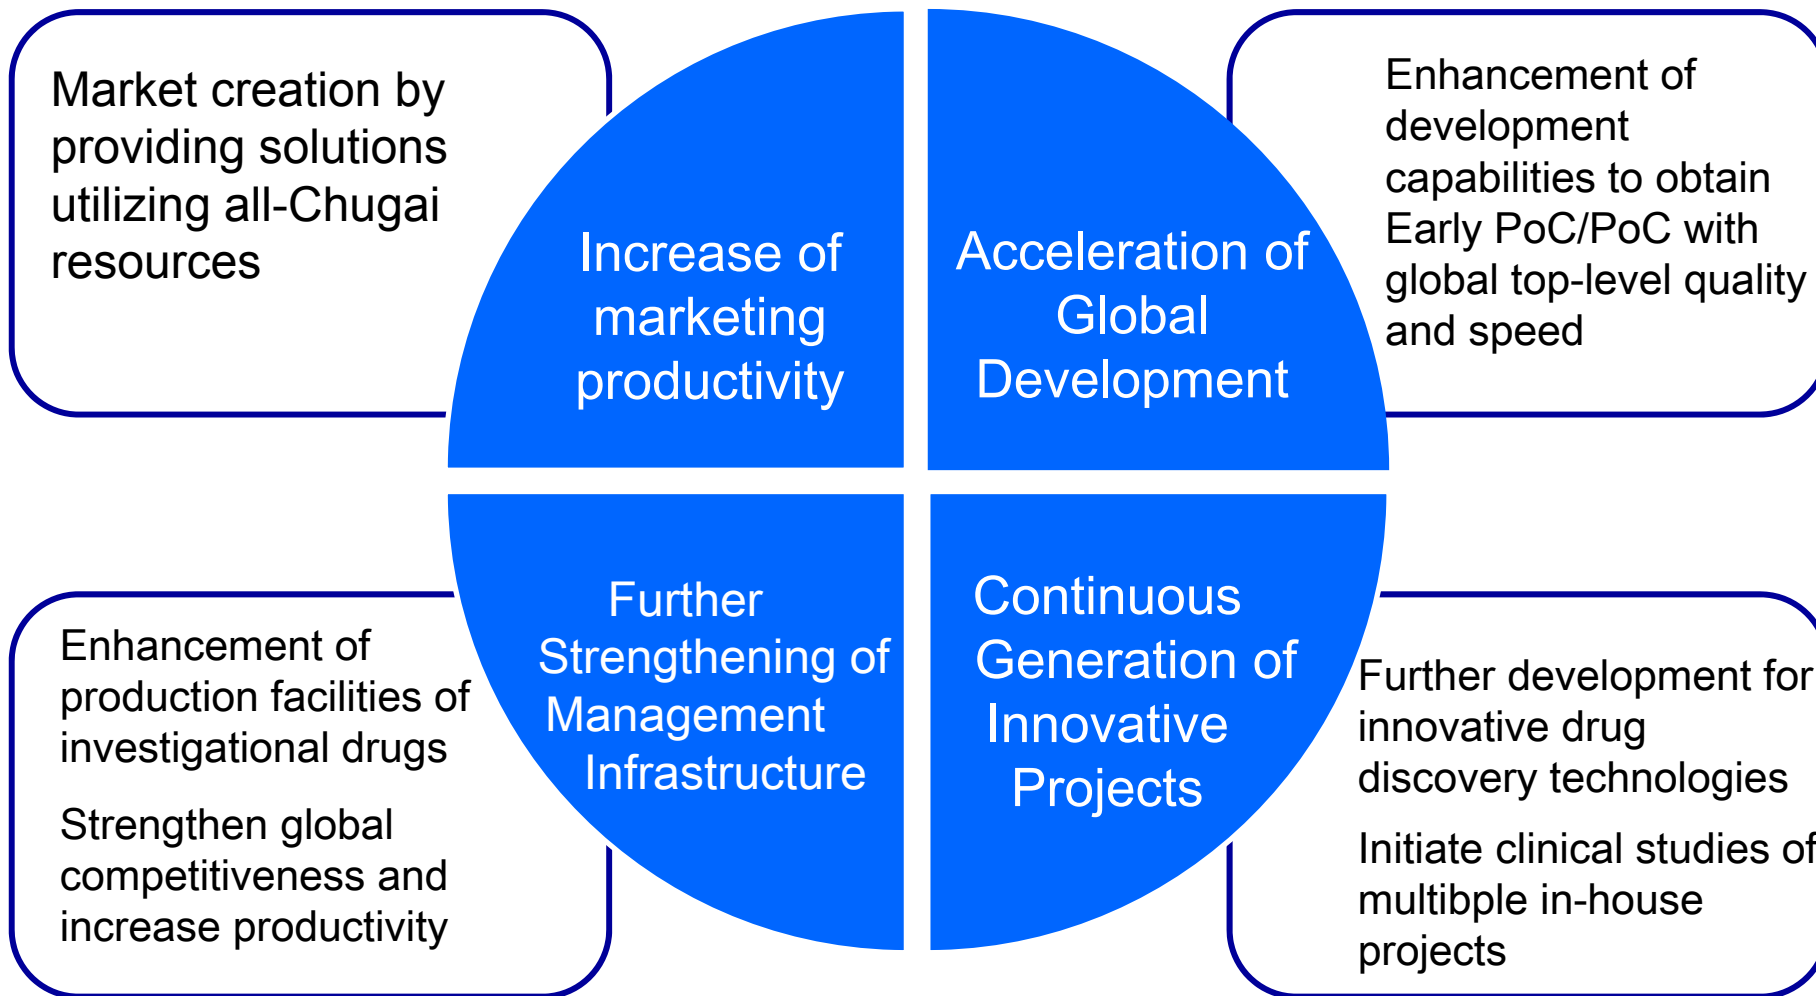 Market creation by
providing solutions
utilizing all-Chugai
resources
Increase of
marketing
productivity
Acceleration of
Global
Development
Enhancement of
development
capabilities to obtain
Early PoC/PoC with
global top-level quality
and speed
Enhancement of
production facilities of
investigational drugs
Strengthen global
competitiveness and
increase productivity
Further
Strengthening of
Management
Infrastructure
Continuous
Generation of
Innovative
Projects
Further development for
innovative drug
discovery technologies
Initiate clinical studies of
multibple in-house
projects